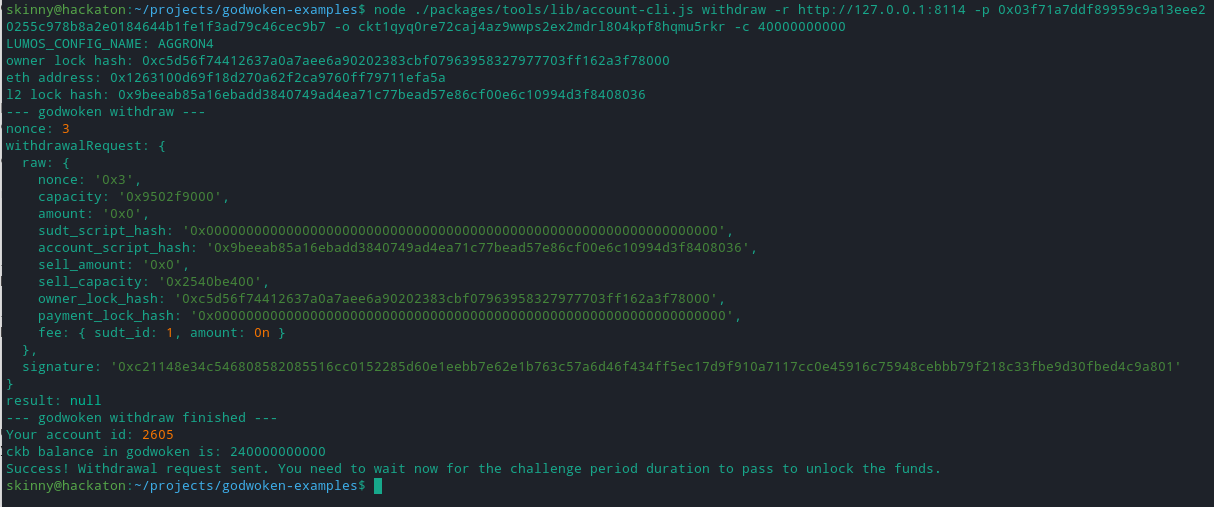 skinny@hackaton:~/projects/godwoken-examples$ node ./packages/tools/lib/account-cli.js withdraw -r http://127.0.0.1:8114 -p 0x03f71a7ddf89959c9a13eee2
0255c978b8a2e0184644b1fe1f3ad79c46cec9b7 -o ckt1qyq0re72caj4az9wwps2ex2mdrl804kpf8hqmu5rkr -c 40000000000
LUMOS_CONFIG_NAME: AGGRON4
owner lock hash: 0xc5d56f74412637a0a7aee6a90202383cbf07963958327977703ff162a3f78000
eth address: 0x1263100d69f18d270a62f2ca9760ff79711efa5a
l2 lock hash: 0x9beeab85a16ebadd3840749ad4ea71c77bead57e86cf00e6c10994d3f8408036
--- godwoken withdraw ---
nonce: 3
withdrawalRequest: {
  raw: {
    nonce: '0x3',
    capacity: '0x9502f9000',
    amount: '0x0',
    sudt_script_hash: '0x0000000000000000000000000000000000000000000000000000000000000000',
    account_script_hash: '0x9beeab85a16ebadd3840749ad4ea71c77bead57e86cf00e6c10994d3f8408036',
    sell_amount: '0x0',
    sell_capacity: '0x2540be400',
    owner_lock_hash: '0xc5d56f74412637a0a7aee6a90202383cbf07963958327977703ff162a3f78000',
    payment_lock_hash: '0x0000000000000000000000000000000000000000000000000000000000000000',
    fee: { sudt_id: 1, amount: 0n }
  },
  signature: '0xc21148e34c546808582085516cc0152285d60e1eebb7e62e1b763c57a6d46f434ff5ec17d9f910a7117cc0e45916c75948cebbb79f218c33fbe9d30fbed4c9a801'
}
result: null
--- godwoken withdraw finished ---
Your account id: 2605
ckb balance in godwoken is: 240000000000
Success! Withdrawal request sent. You need to wait now for the challenge period duration to pass to unlock the funds.
skinny@hackaton:~/projects/godwoken-examples$